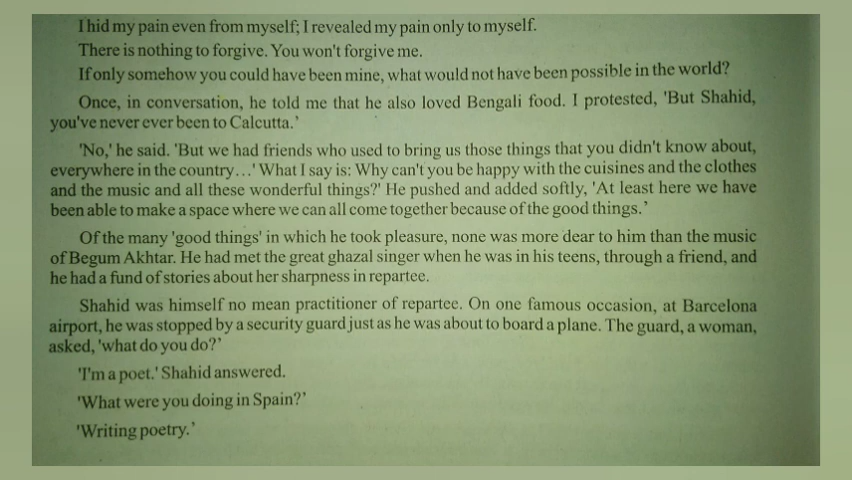 I hid my pain even from myself; I revealed my pain only to myself.
There is nothing to forgive. You won't forgive me.
If only somehow you could have been mine, what would not have been possible in the world?
Once, in conversation, he told me that he also loved Bengali food. I protested, 'But Shahid,
you've never ever been to Calcutta.'
'No,' he said. 'But we had friends who used to bring us those things that you didn't know about,
everywhere in the country…' What I say is: Why can't you be happy with the cuisines and the clothes
and the music and all these wonderful things?' He pushed and added softly, 'At least here we have
been able to make a space where we can all come together because of the good things.'
Of the many 'good things' in which he took pleasure, none was more dear to him than the music
of Begum Akhtar. He had met the great ghazal singer when he was in his teens, through a friend, and
he had a fund of stories about her sharpness in repartee.
Shahid was himself no mean practitioner of repartee. On one famous occasion, at Barcelona
airport, he was stopped by a security guard just as he was about to board a plane. The guard, a woman,
asked, 'what do you do?'
'I'm a poet.' Shahid answered.
'What were you doing in Spain?'
'Writing poetry.'